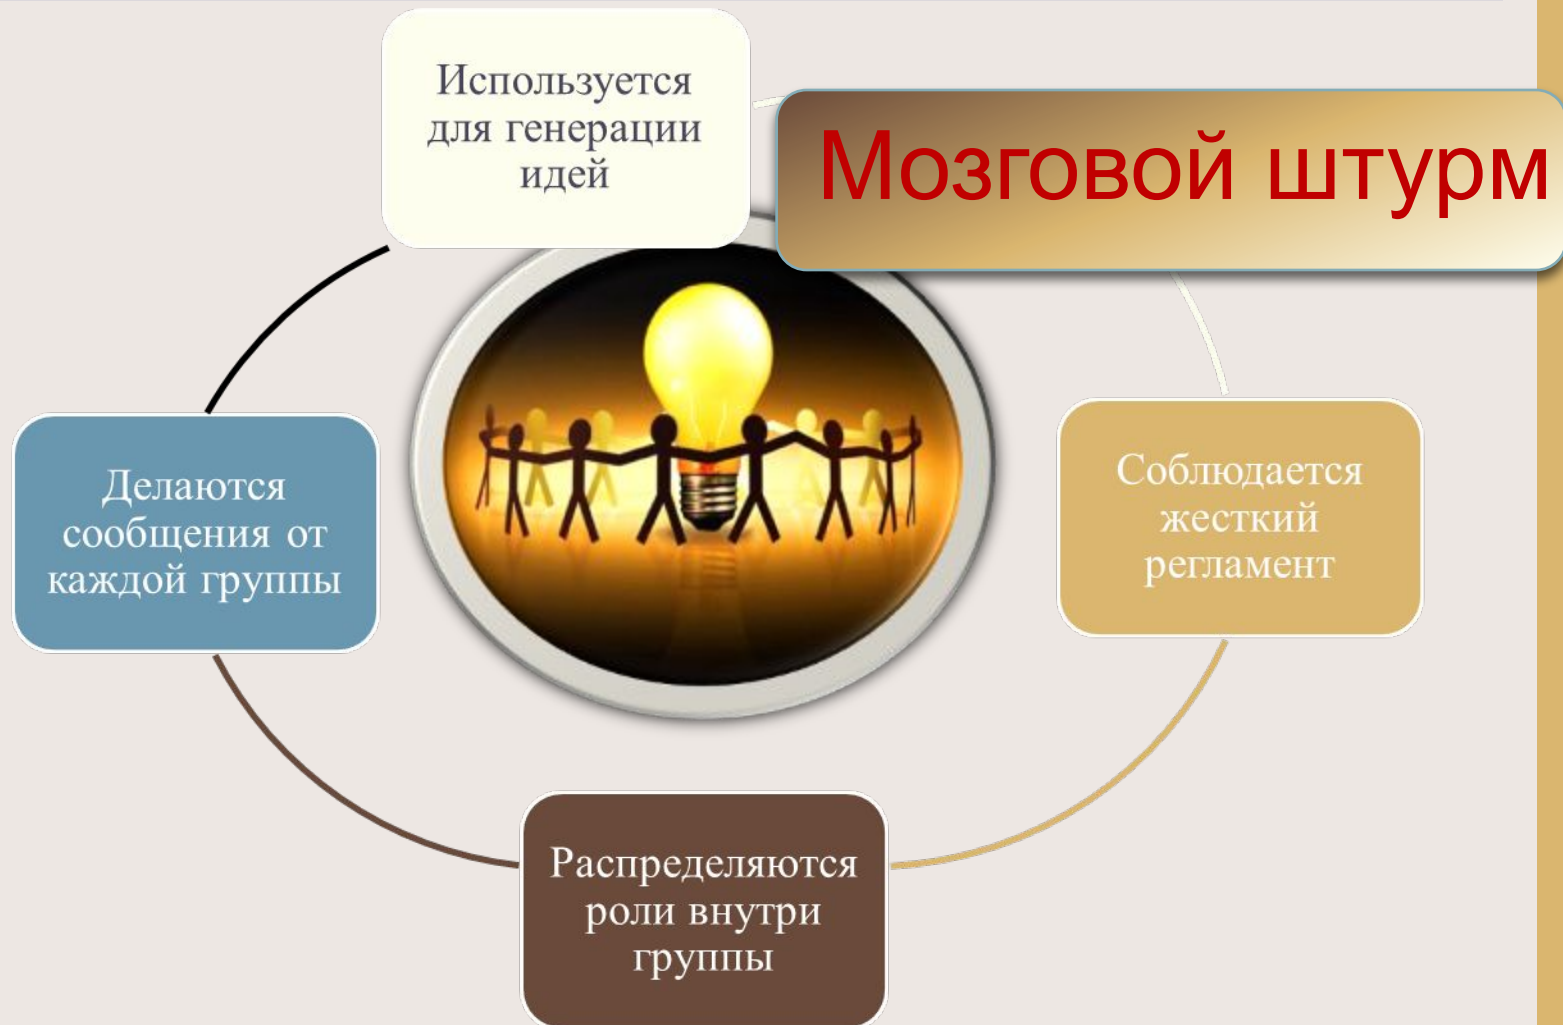 Используется
для генерации
идей
Мозговой штурм
Соблюдается
жесткий
регламент
Распределяются
роли внутри
группы
Делаются
сообщения от
каждой группы